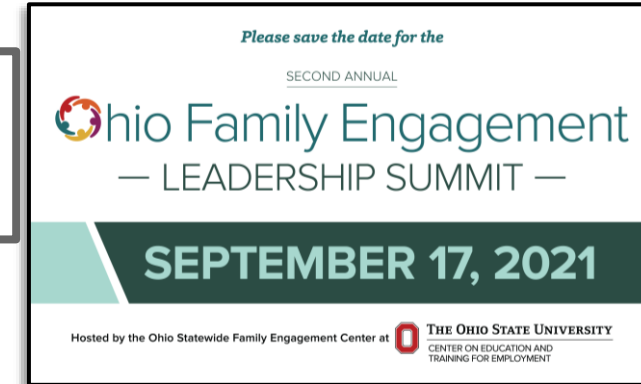 Please save the date for the
SECOND ANNUAL
Ohio Family Engagement
— LEADERSHIP SUMMIT —
SEPTEMBER 17, 2021
Hosted by the Ohio Statewide Family Engagement Center at
THE OHIO STATE UNIVERSITY
CENTER ON EDUCATION AND
TRAINING FOR EMPLOYMENT